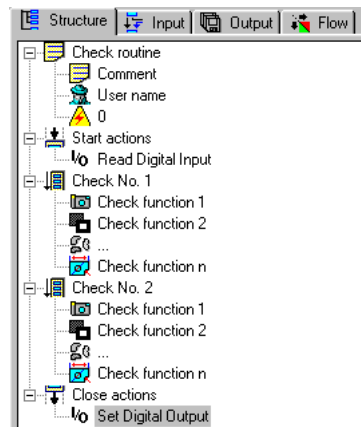 Structure Input Output Flow
Check routine
Comment
User name
0
Start actions
I/O Read Digital Input
Check No. 1
Check function 1
Check function 2
...
Check function n
Check No. 2
Check function 1
Check function 2
...
Check function n
Close actions
I/O Set Digital Output